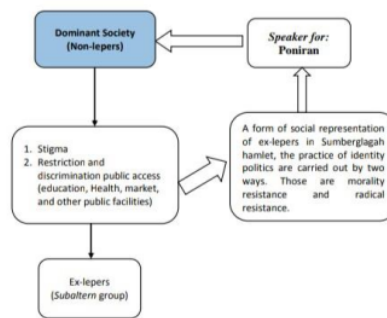 Dominant Society
(Non-lepers)
Speaker for:
Poniran
1. Stigma
2. Restriction and
discrimination public access
(education, Health, market,
and other public facilities)
A form of social representation
of ex-lepers in Sumberglagah
hamlet, the practice of identity
politics are carried out by two
ways. Those are morality
resistance and radical
resistance.
Ex-lepers
(Subaltern group)